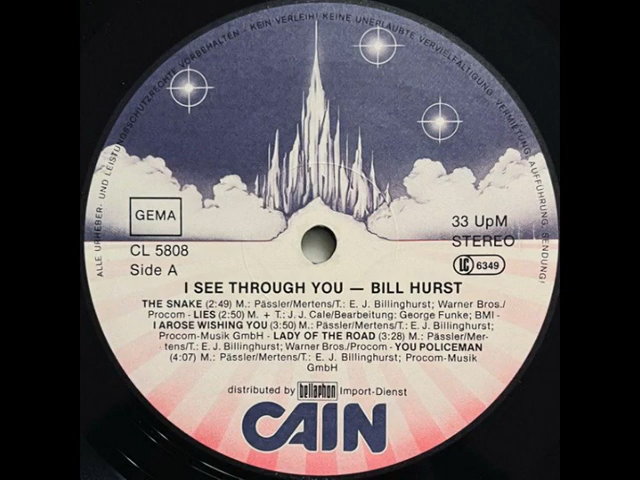 ALLE URHEBER- UND LEISTUNGSSCHUTZRECHTE VORBEHALTEN - KEIN VERLEIH! KEINE UNERLAUBTE VERVIELFÄLTIGUNG, VERMIETUNG, AUFFÜHRUNG, SENDUNG!
GEMA
33 UpM
CL 5808
STEREO
Side A
LC 6349
I SEE THROUGH YOU — BILL HURST
THE SNAKE (2:49) M.: Pässler/Mertens/T.: E. J. Billinghurst; Warner Bros./
Procom - LIES (2:50) M. + T.: J. J. Cale/Bearbeitung: George Funke; BMI -
I AROSE WISHING YOU (3:50) M.: Pässler/Mertens/T.: E. J. Billinghurst;
Procom-Musik GmbH - LADY OF THE ROAD (3:28) M.: Pässler/Mer-
tens/T.: E. J. Billinghurst; Warner Bros./Procom - YOU POLICEMAN
(4:07) M.: Pässler/Mertens/T.: E. J. Billinghurst; Procom-Musik
GmbH
distributed by bellaphon Import-Dienst
CAIN